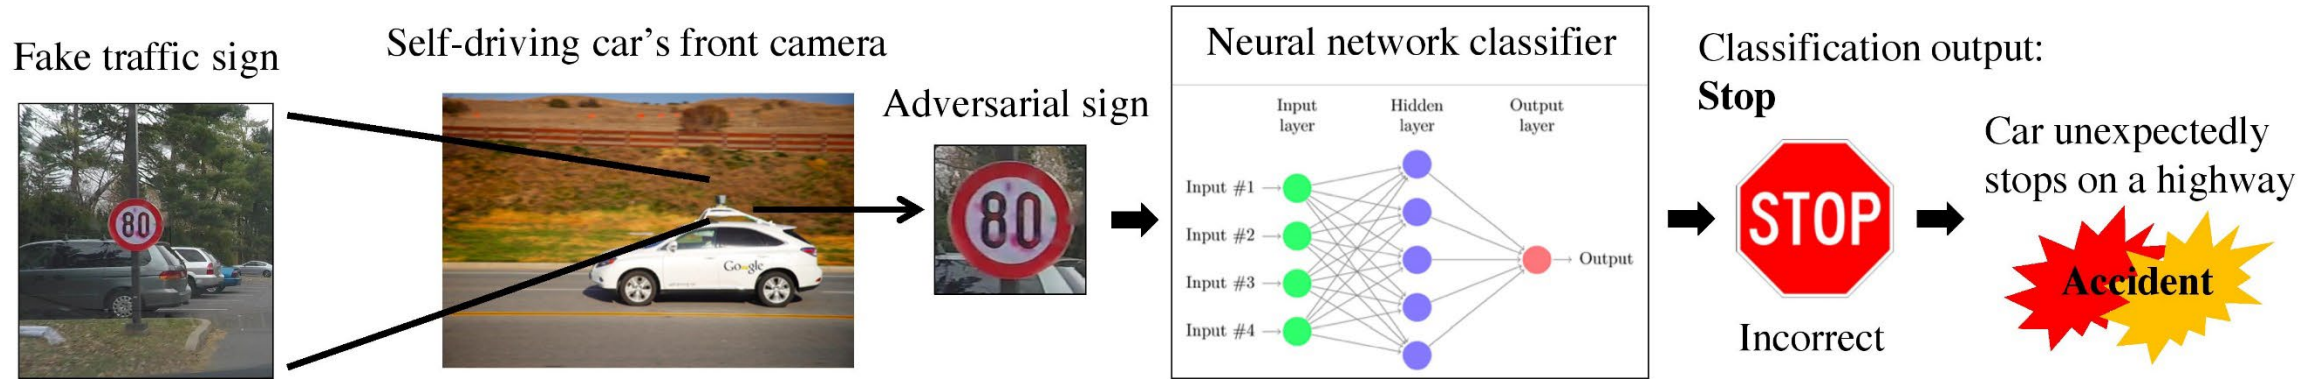 Fake traffic sign
80
Self-driving car's front camera
Google
Adversarial sign
80
Neural network classifier
Input
layer
Hidden
layer
Output
layer
Input #1
Input #2
Input #3
Input #4
Output
Classification output:
Stop
STOP
Incorrect
Car unexpectedly
stops on a highway
Accident